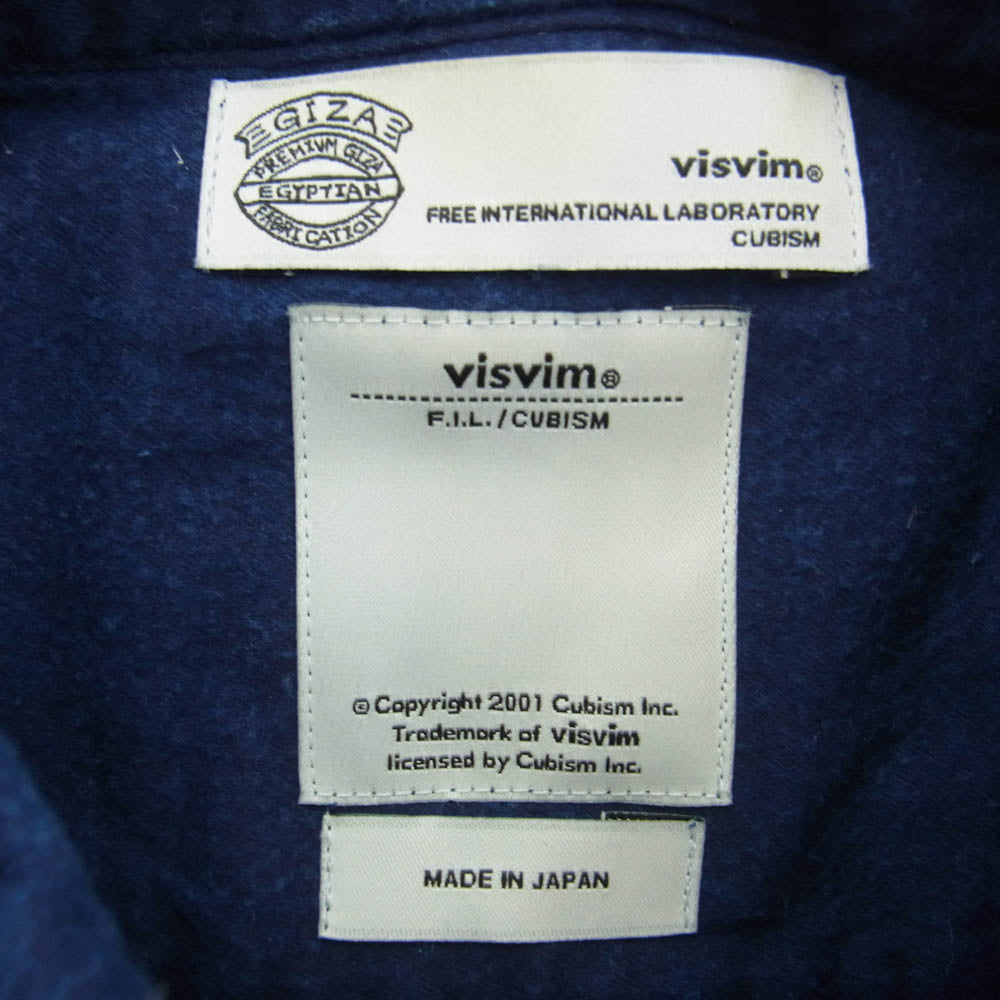 GIZA
PREMIUM GIZA
EGYPTIAN
FABRICATION
visvim®
FREE INTERNATIONAL LABORATORY
CUBISM
visvim®
F.I.L./CUBISM
© Copyright 2001 Cubism Inc.
Trademark of visvim
licensed by Cubism Inc.
MADE IN JAPAN